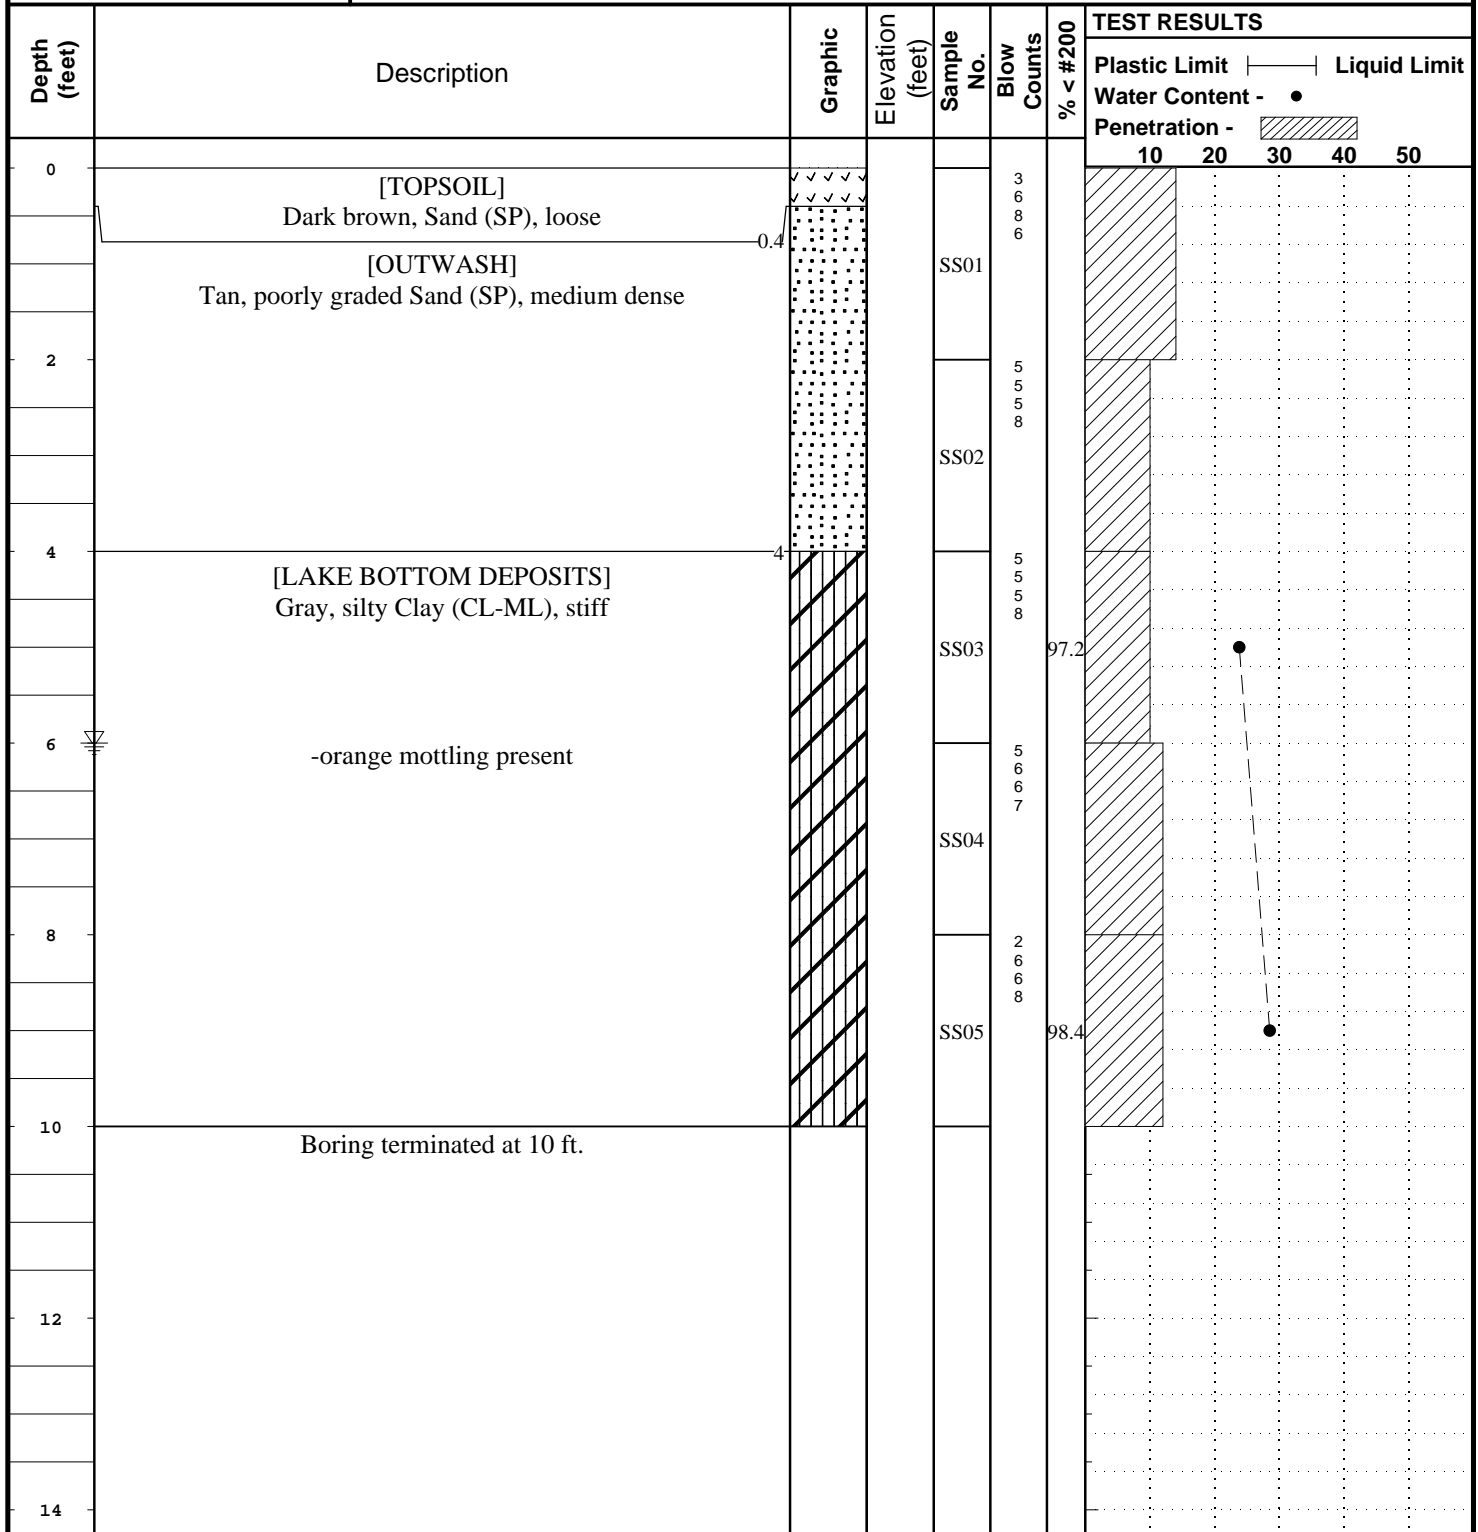 Depth (feet)
Description
Graphic
Elevation (feet)
Sample No.
Blow Counts
% < #200
TEST RESULTS
Plastic Limit Liquid Limit
Water Content -
Penetration -
10 20 30 40 50
0
[TOPSOIL]
Dark brown, Sand (SP), loose
0.4
[OUTWASH]
Tan, poorly graded Sand (SP), medium dense
SS01
3
6
8
6
2
SS02
5
5
5
8
4
4
[LAKE BOTTOM DEPOSITS]
Gray, silty Clay (CL-ML), stiff
SS03
5
5
5
8
97.2
6
-orange mottling present
SS04
5
6
6
7
8
SS05
2
6
6
8
98.4
10
Boring terminated at 10 ft.
12
14